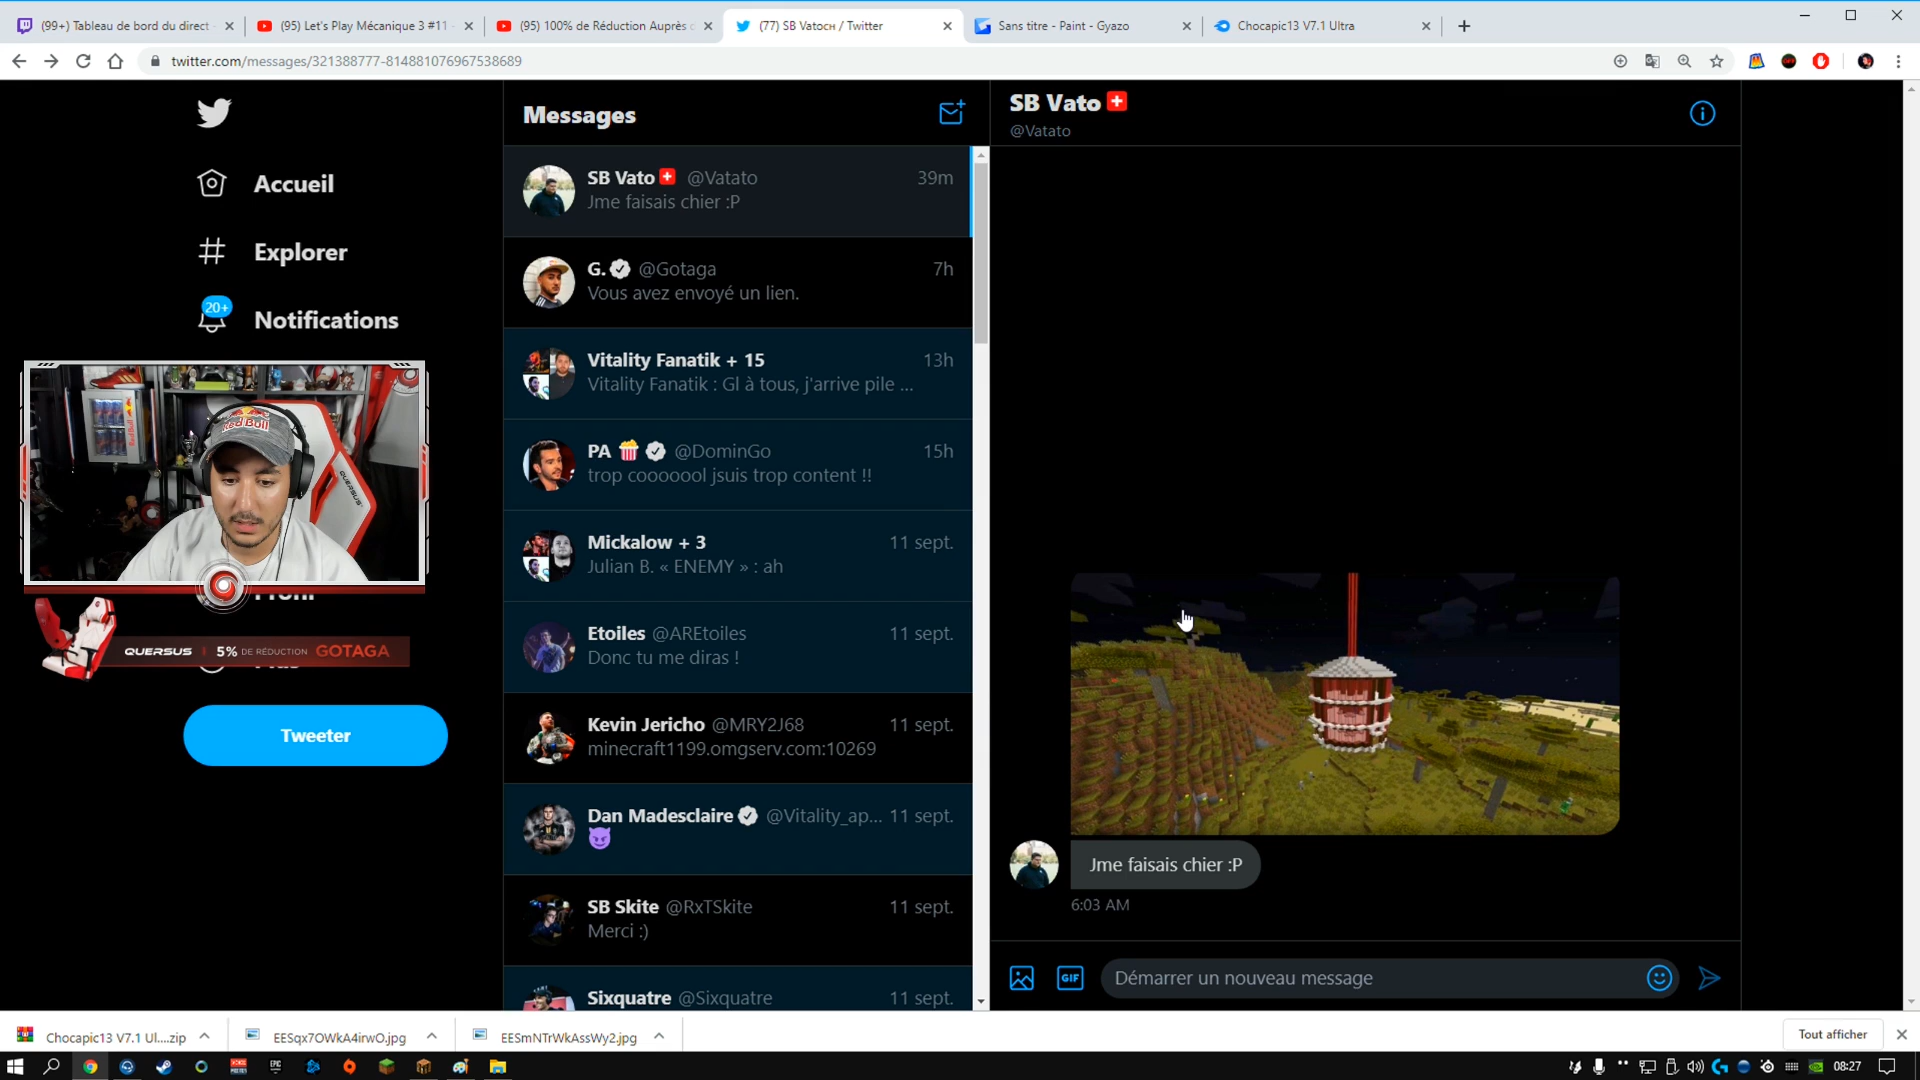 (99+) Tableau de bord du direct
(95) Let's Play Mécanique 3 #11
(95) 100% de Réduction Auprès
(77) SB Vatocн / Twitter
Sans titre - Paint - Gyazo
Chocapic13 V7.1 Ultra
twitter.com/messages/321388777-814881076967538689
Accueil
Explorer
20+
Notifications
Red Bull
QUERSUS
QUERSUS 5% DE RÉDUCTION GOTAGA
Tweeter
Messages
SB Vato @Vatato 39m
Jme faisais chier :P
G. @Gotaga 7h
Vous avez envoyé un lien.
Vitality Fanatik + 15 13h
Vitality Fanatik : Gl à tous, j'arrive pile ...
PA @DominGo 15h
trop cooooool jsuis trop content !!
Mickalow + 3 11 sept.
Julian B. « ENEMY » : ah
Etoiles @AREtoiles 11 sept.
Donc tu me diras !
Kevin Jericho @MRY2J68 11 sept.
minecraft1199.omgserv.com:10269
Dan Madesclaire @Vitality_ap... 11 sept.
😈
SB Skite @RxTSkite 11 sept.
Merci :)
Sixquatre @Sixquatre 11 sept.
SB Vato
@Vatato
Jme faisais chier :P
6:03 AM
GIF
Démarrer un nouveau message
Chocapic13 V7.1 Ul....zip
EESqx7OWkA4irwO.jpg
EESmNTrWkAssWy2.jpg
Tout afficher
EPIC
08:27